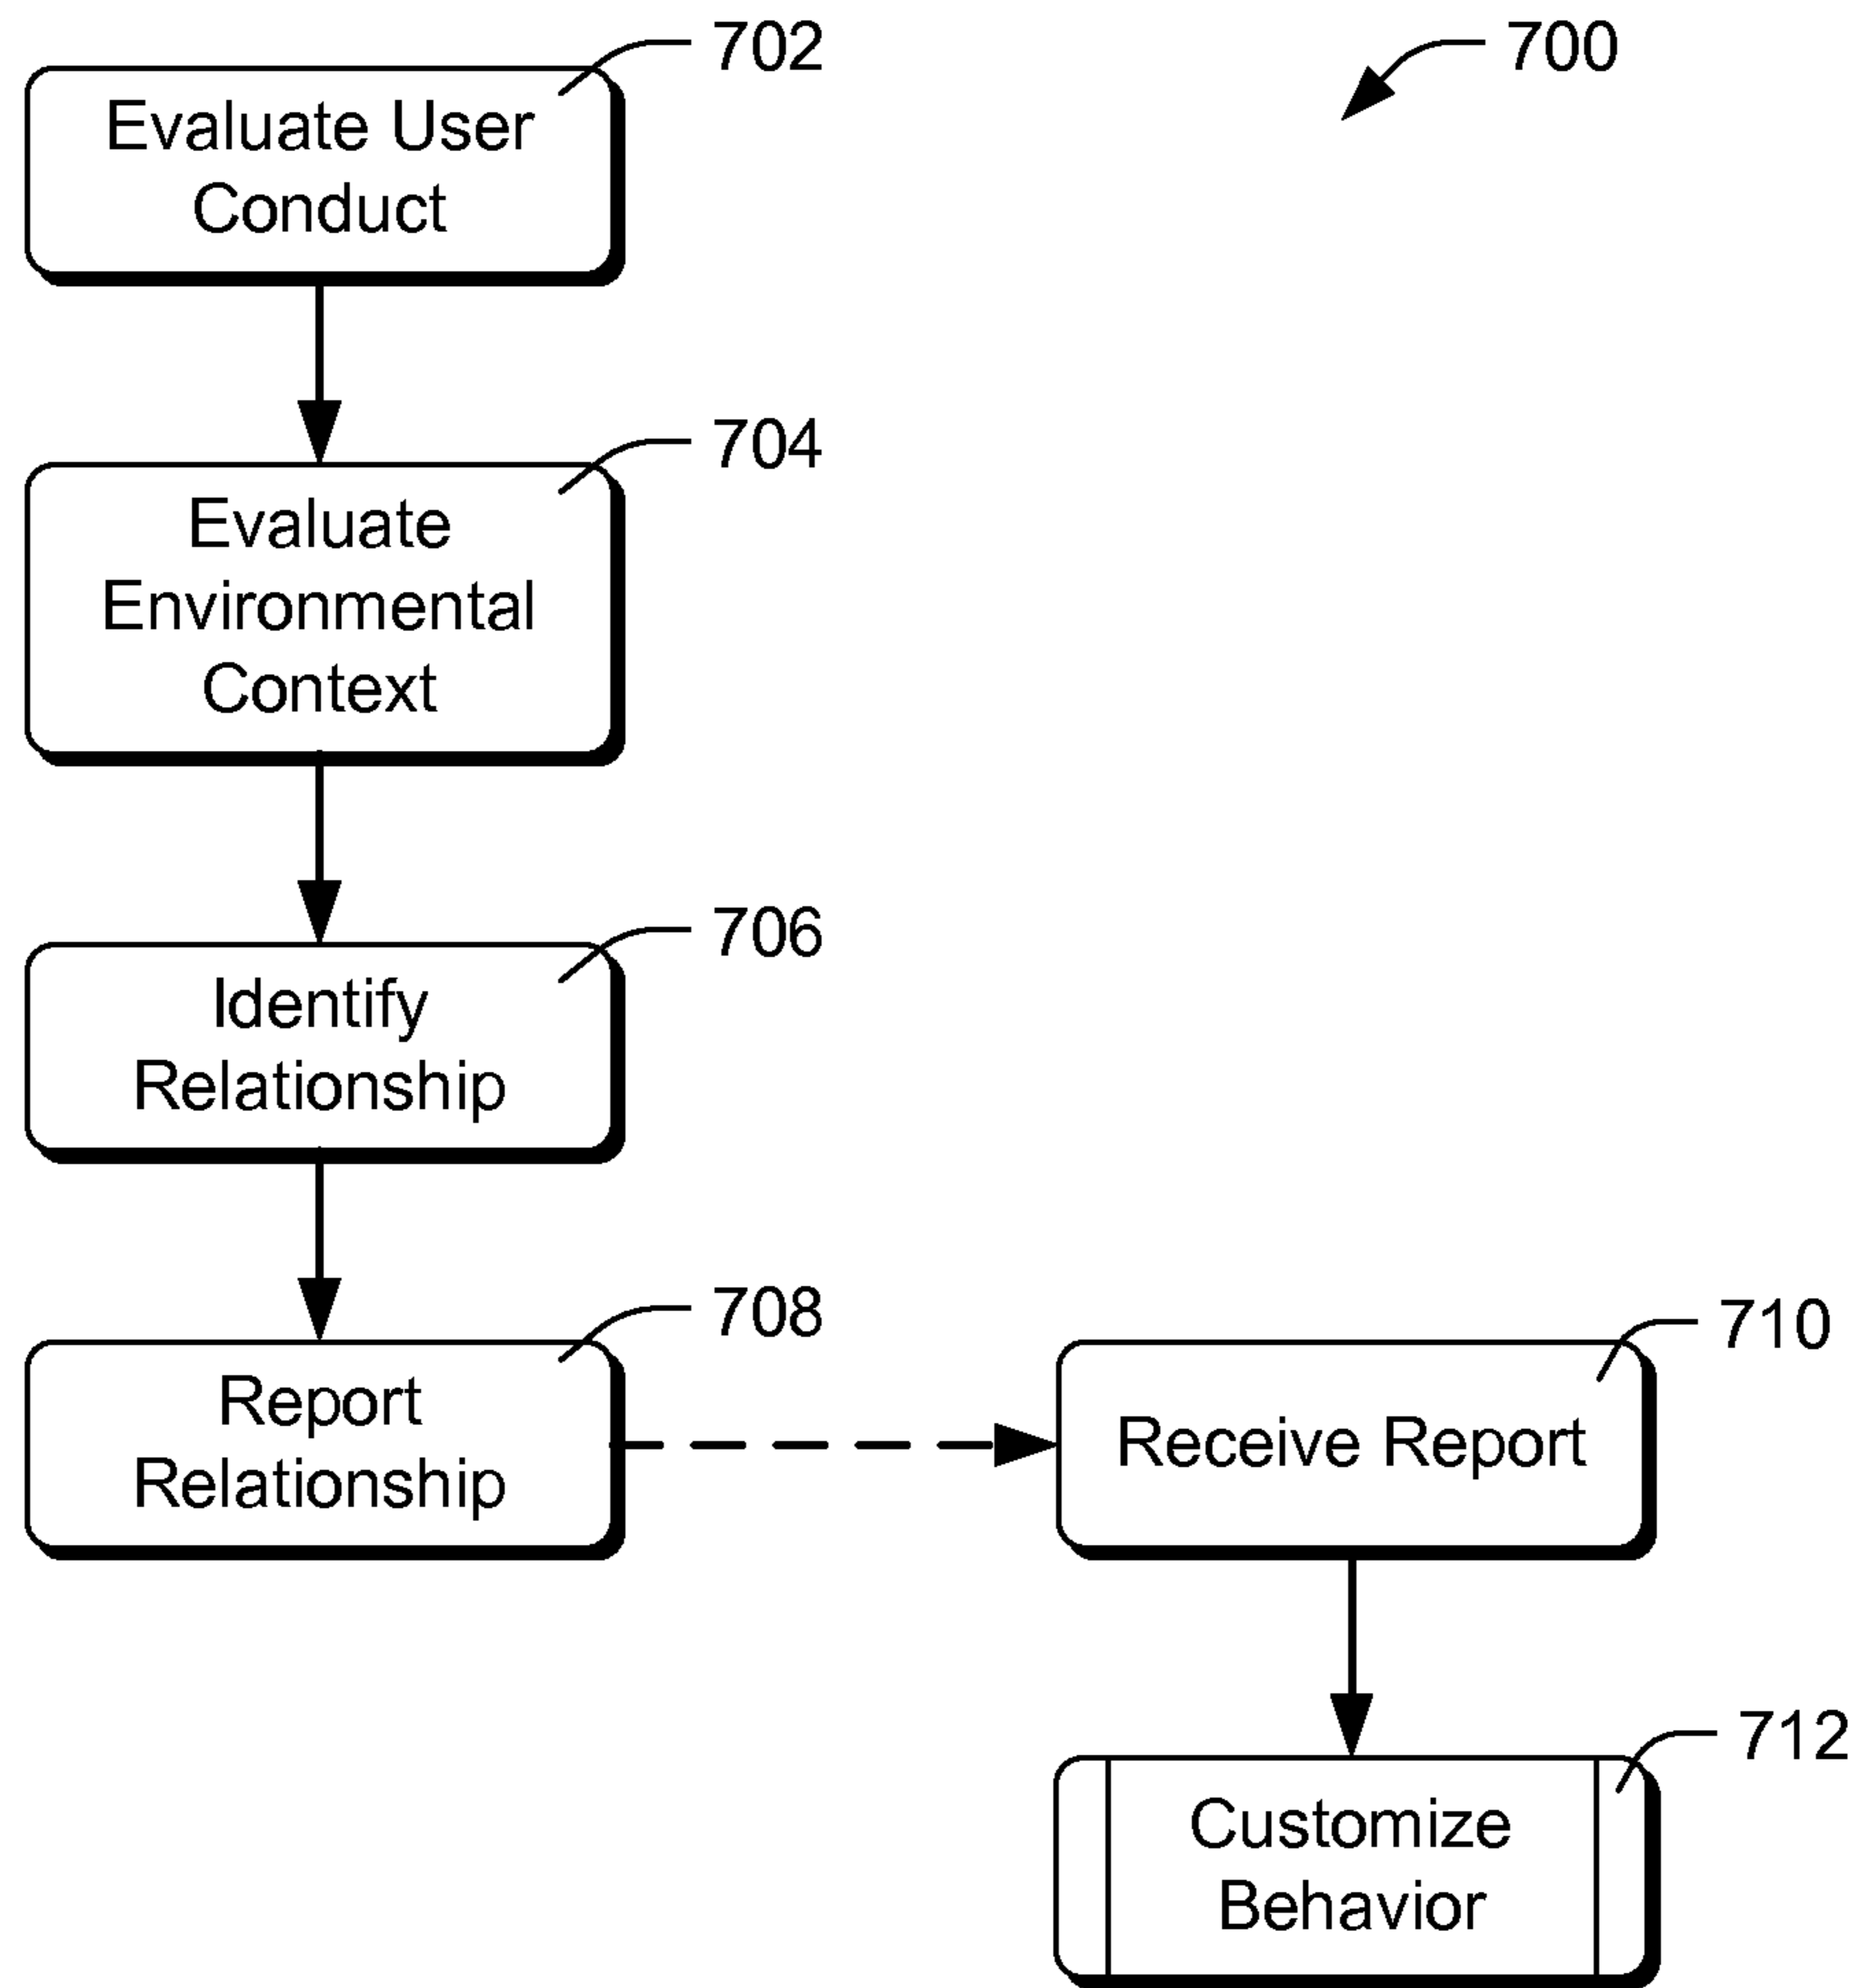 702
700
Evaluate User
Conduct
704
Evaluate
Environmental
Context
706
Identify
Relationship
708
Report
Relationship
710
Receive Report
712
Customize
Behavior